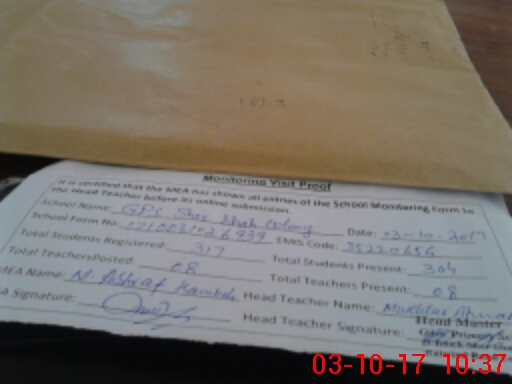 Monitoring Visit Proof
It is certified that the MEA has shown all entries of the School Monitoring Form to
the Head Teacher before its online submission.
School Name: GPS Sher Shah Colony Date: 03-10-2017
School Form No: EMIS Code: 35220656
Total Students Registered: 317 Total Students Present: 304
Total Teachers Posted: 08 Total Teachers Present: 08
MEA Name: M. Ashraf Head Teacher Name: Mukhtar Ahmad
Signature: Head Teacher Signature:
Head Master
Primary
03-10-17 10:37